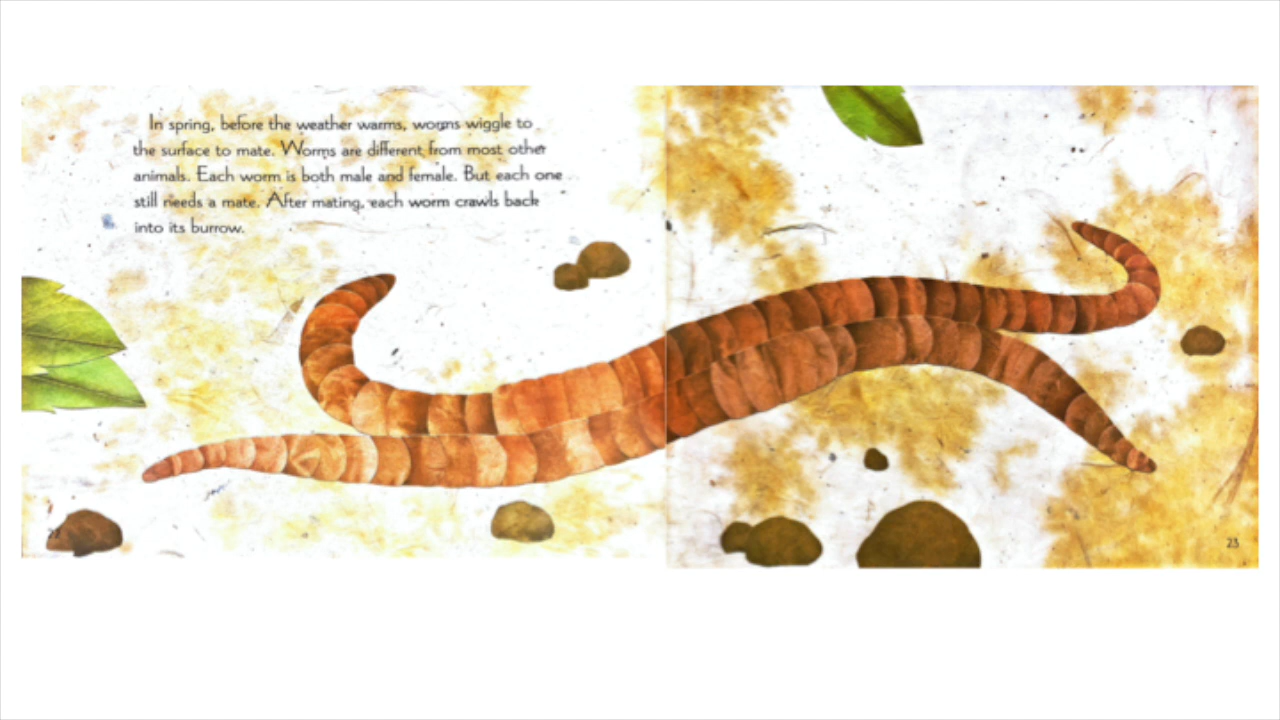 In spring, before the weather warms, worms wiggle to
the surface to mate. Worms are different from most other
animals. Each worm is both male and female. But each one
still needs a mate. After mating, each worm crawls back
into its burrow.
23